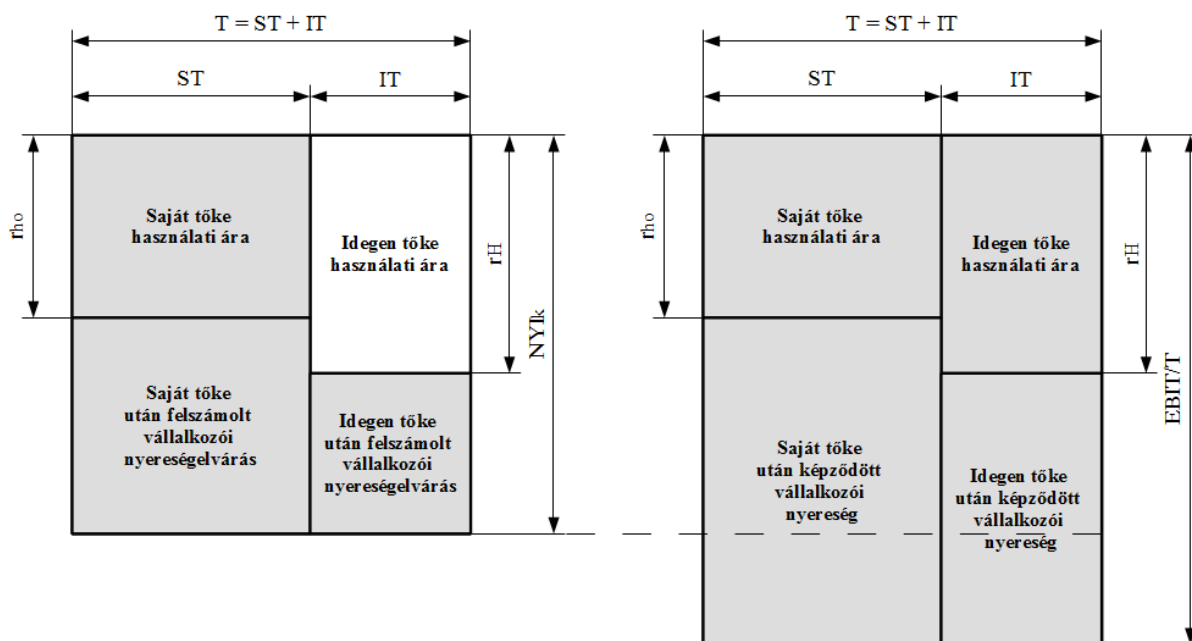 T = ST + IT
ST
IT
rho
Saját tőke
használati ára
Idegen tőke
használati ára
rH
NYIk
Saját tőke
után felszámolt
vállalkozói
nyereségelvárás
Idegen tőke
után felszámolt
vállalkozói
nyereségelvárás
T = ST + IT
ST
IT
rho
Saját tőke
használati ára
Idegen tőke
használati ára
rH
EBIT/T
Saját tőke
után képződött
vállalkozói
nyereség
Idegen tőke
után képződött
vállalkozói
nyereség